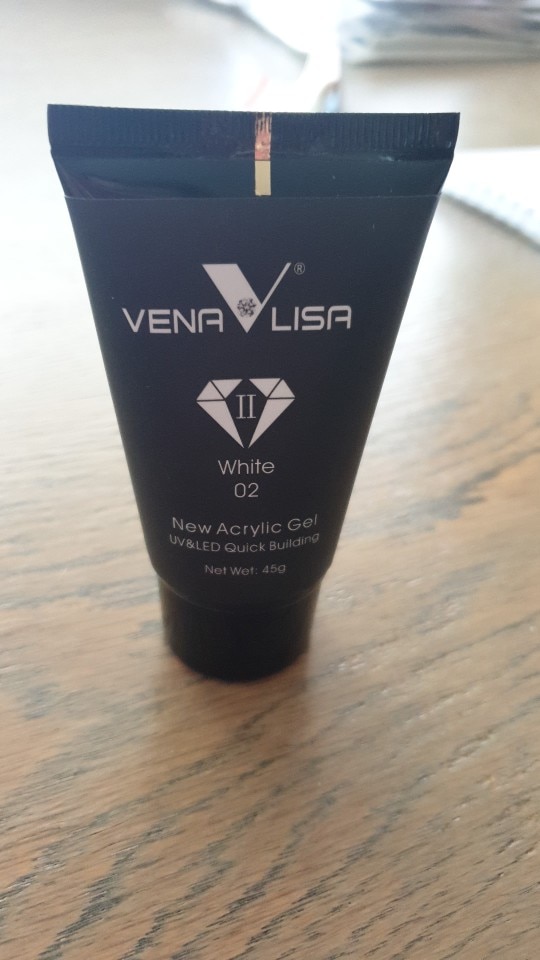 VENA LISA®
II
White
02
New Acrylic Gel
UV&LED Quick Building
Net Wet: 45g